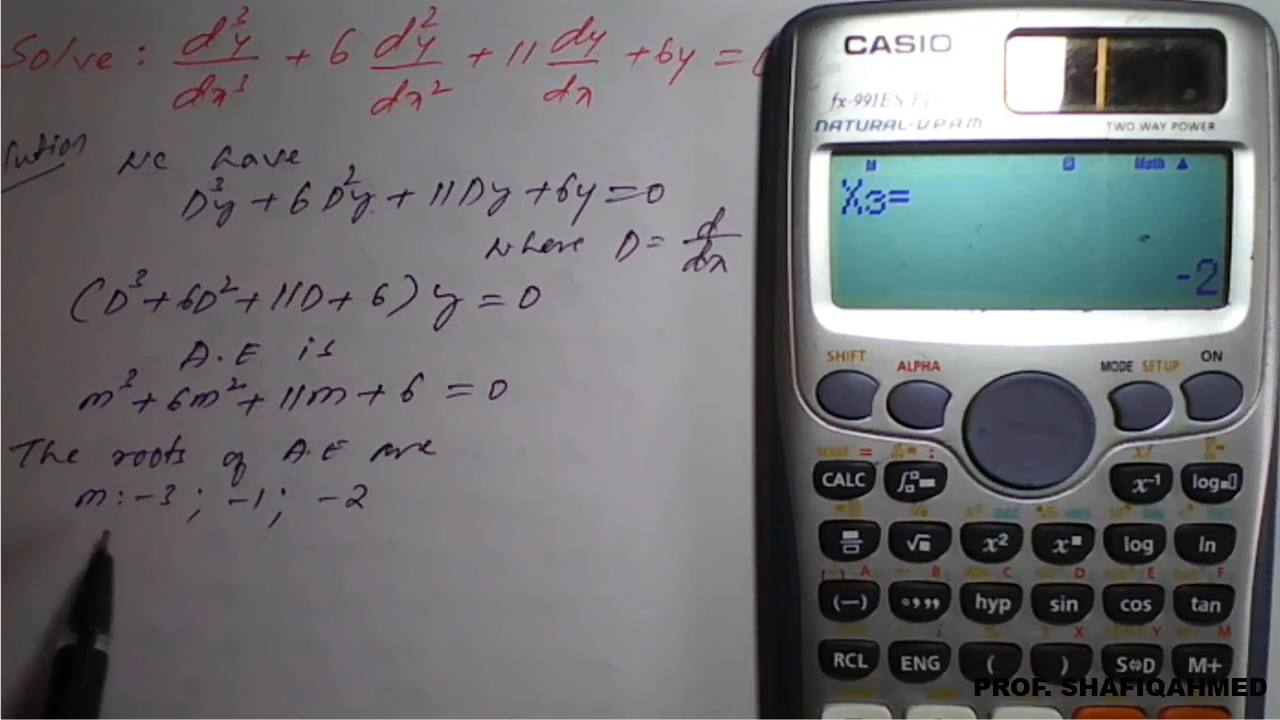 Solve : d³y/dx³ + 6 d²y/dx² + 11 dy/dx + 6y =
We have
D³y + 6D²y + 11Dy + 6y = 0
where D = d/dx
(D³ + 6D² + 11D + 6) y = 0
A.E is
m³ + 6m² + 11m + 6 = 0
The roots of A.E are
m: -3 ; -1 ; -2
CASIO
fx-991ES
NATURAL-V.P.A.M.
TWO WAY POWER
M D Math ▲
X3=
-2
SHIFT ALPHA MODE SETUP ON
SOLVE =
CALC x⁻¹ log
x² log ln
A B C D E F
(−) °,,, hyp sin cos tan
X Y M
RCL ENG ( ) S⇔D M+
PROF. SHAFIQAHMED